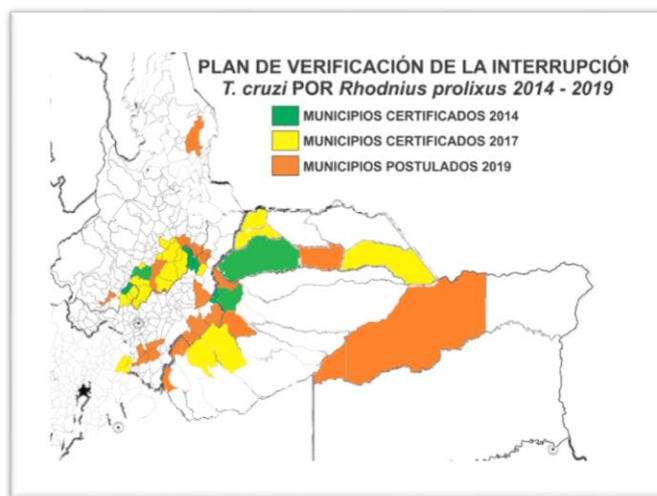 PLAN DE VERIFICACIÓN DE LA INTERRUPCIÓN
T. cruzi POR Rhodnius prolixus 2014 - 2019
MUNICIPIOS CERTIFICADOS 2014
MUNICIPIOS CERTIFICADOS 2017
MUNICIPIOS POSTULADOS 2019